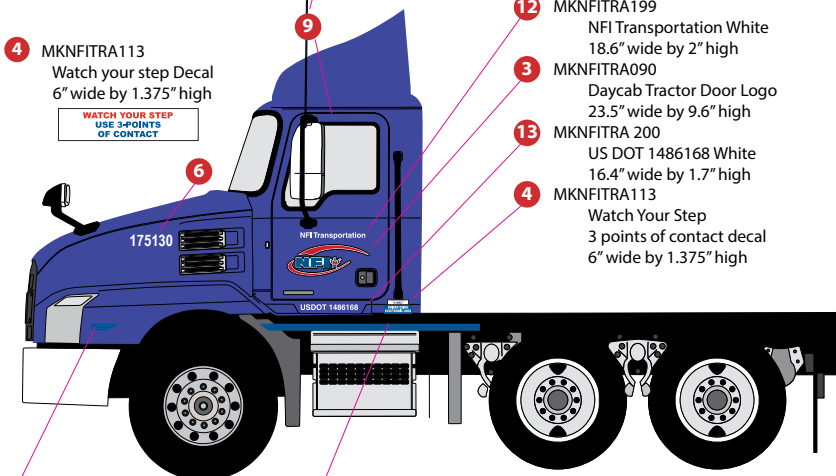 4 MKNFITRA113
Watch your step Decal
6” wide by 1.375” high
WATCH YOUR STEP
USE 3-POINTS
OF CONTACT
9
12 MKNFITRA199
NFI Transportation White
18.6” wide by 2” high
3 MKNFITRA090
Daycab Tractor Door Logo
23.5” wide by 9.6” high
13 MKNFITRA 200
US DOT 1486168 White
16.4” wide by 1.7” high
4 MKNFITRA113
Watch Your Step
3 points of contact decal
6” wide by 1.375” high
6
175130
NFI Transportation
NFI
USDOT 1486168